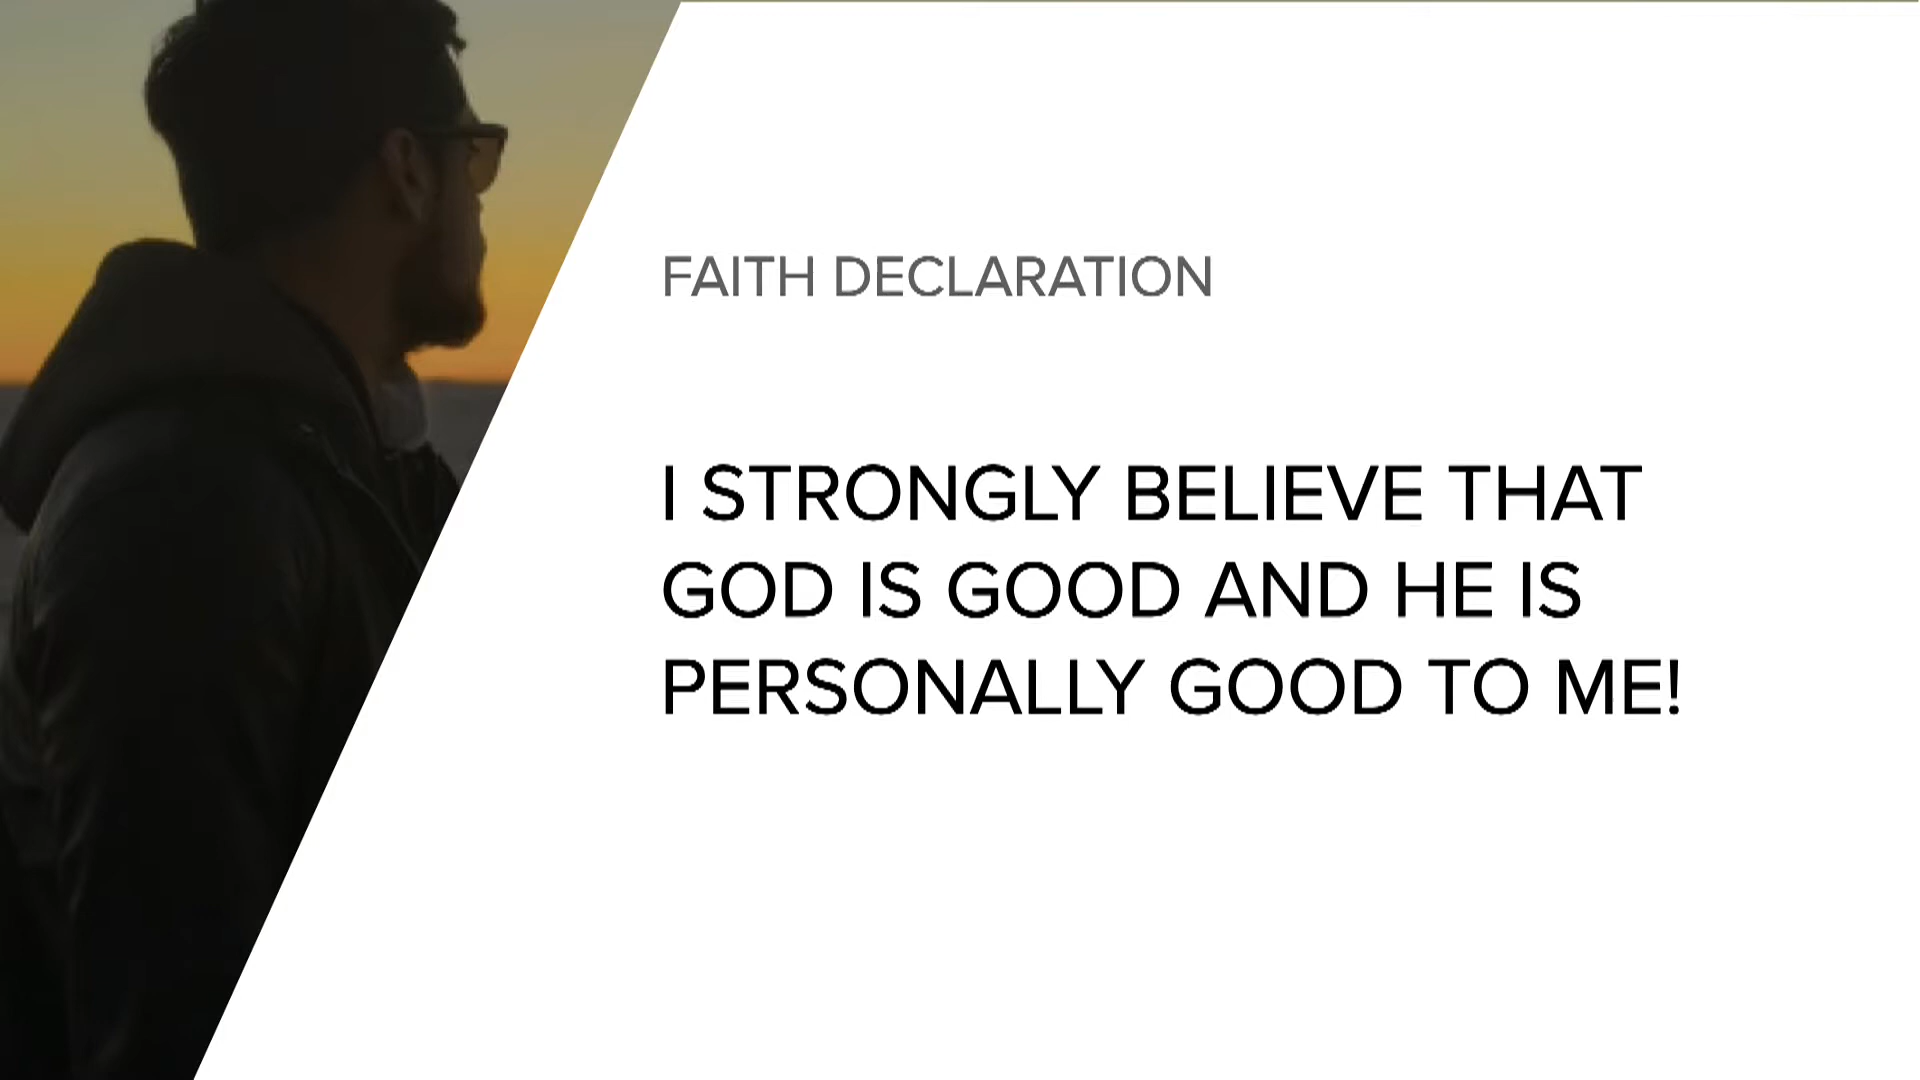 FAITH DECLARATION
I STRONGLY BELIEVE THAT
GOD IS GOOD AND HE IS
PERSONALLY GOOD TO ME!